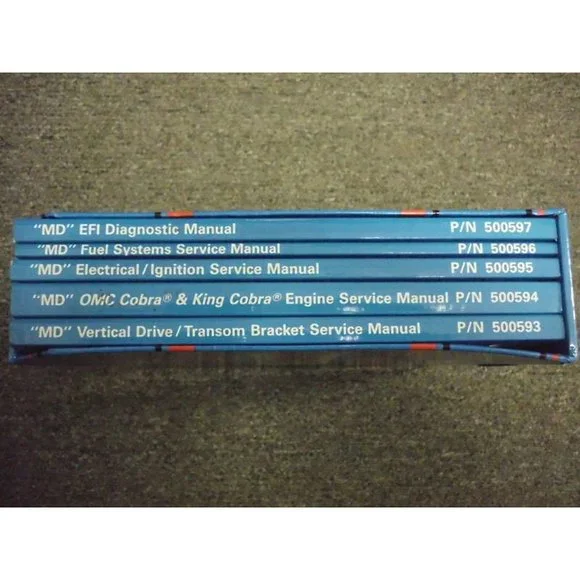 "MD" EFI Diagnostic Manual P/N 500597
"MD" Fuel Systems Service Manual P/N 500596
"MD" Electrical/Ignition Service Manual P/N 500595
"MD" OMC Cobra® & King Cobra® Engine Service Manual P/N 500594
"MD" Vertical Drive/Transom Bracket Service Manual P/N 500593